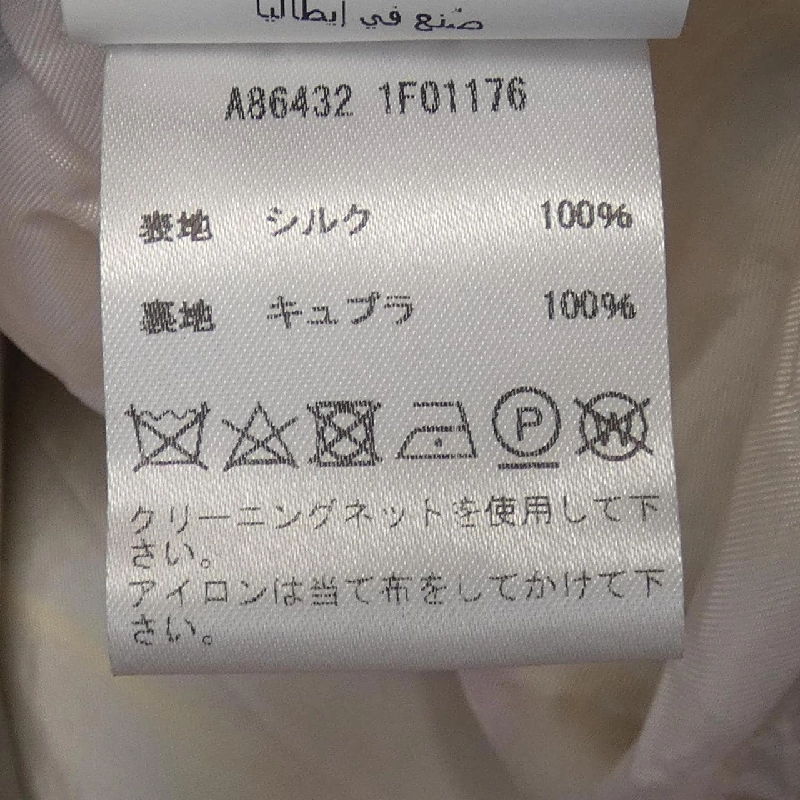 صُنع في إيطاليا
A86432 1F01176
表地 シルク 100%
裏地 キュプラ 100%
P W
クリーニングネットを使用して下
さい。
アイロンは当て布をしてかけて下
さい。